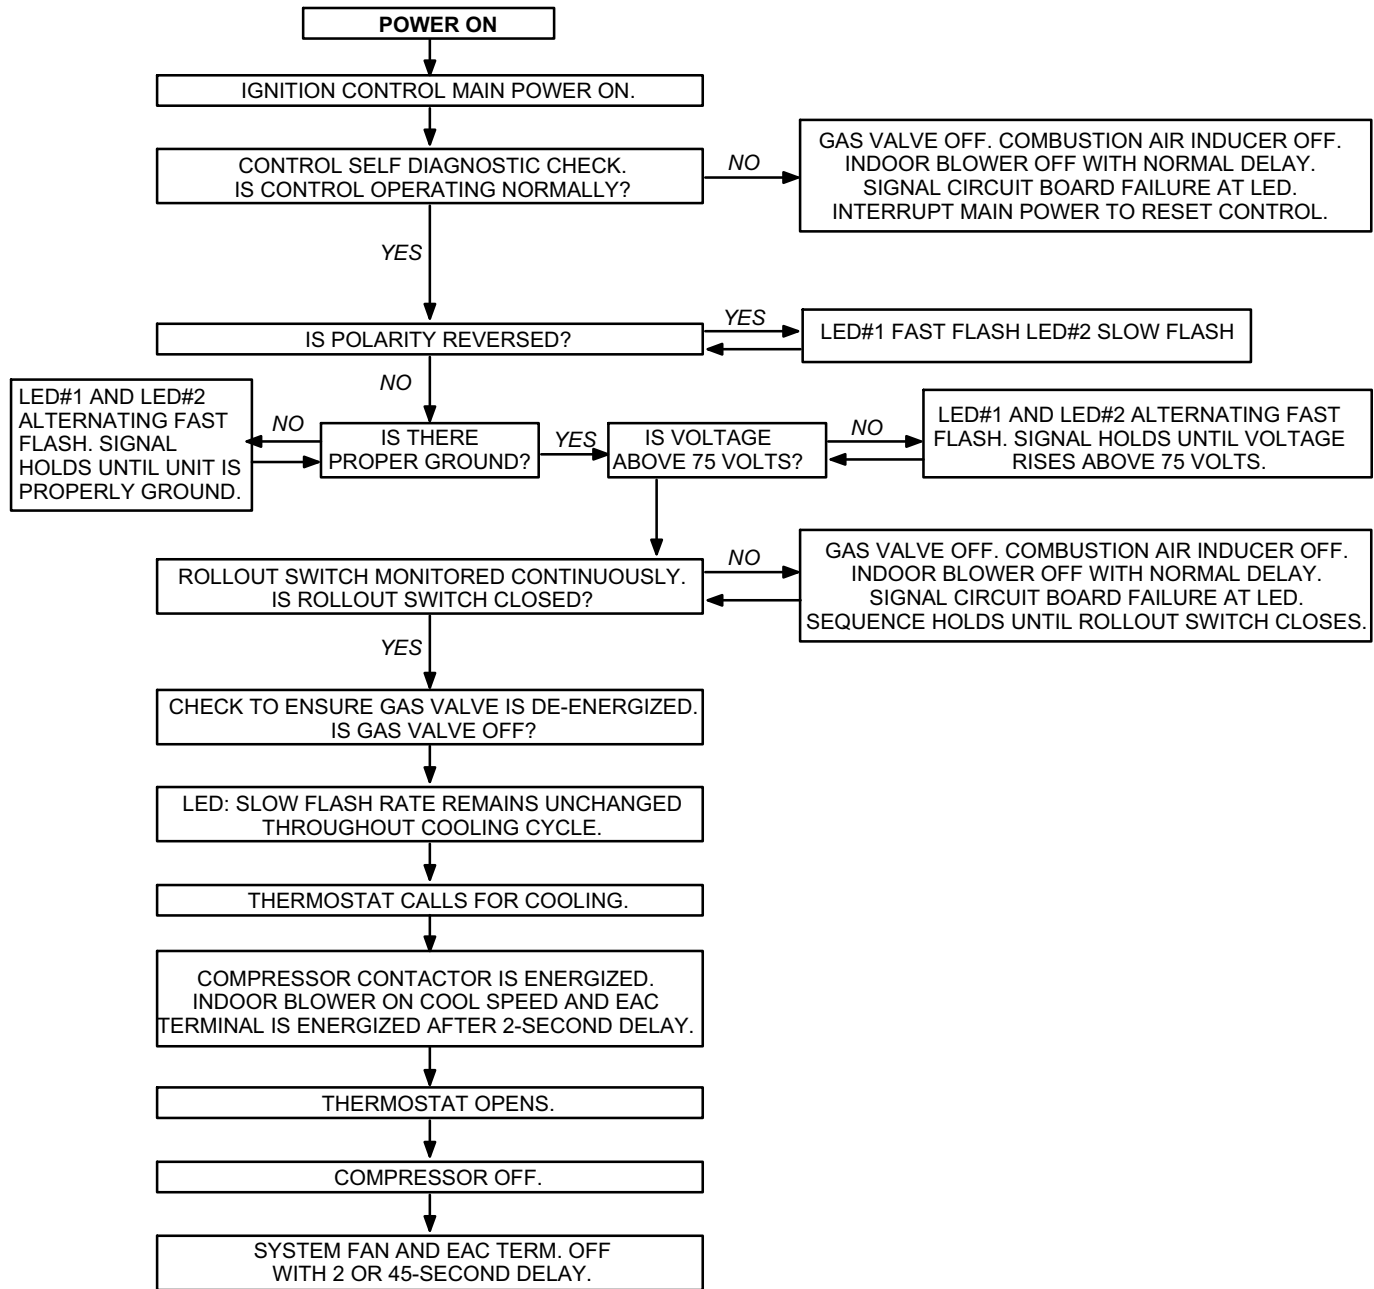 POWER ON
IGNITION CONTROL MAIN POWER ON.
CONTROL SELF DIAGNOSTIC CHECK.
IS CONTROL OPERATING NORMALLY?
NO
GAS VALVE OFF. COMBUSTION AIR INDUCER OFF.
INDOOR BLOWER OFF WITH NORMAL DELAY.
SIGNAL CIRCUIT BOARD FAILURE AT LED.
INTERRUPT MAIN POWER TO RESET CONTROL.
YES
IS POLARITY REVERSED?
YES
LED#1 FAST FLASH LED#2 SLOW FLASH
NO
LED#1 AND LED#2
ALTERNATING FAST
FLASH. SIGNAL
HOLDS UNTIL UNIT IS
PROPERLY GROUND.
NO
IS THERE
PROPER GROUND?
YES
IS VOLTAGE
ABOVE 75 VOLTS?
NO
LED#1 AND LED#2 ALTERNATING FAST
FLASH. SIGNAL HOLDS UNTIL VOLTAGE
RISES ABOVE 75 VOLTS.
ROLLOUT SWITCH MONITORED CONTINUOUSLY.
IS ROLLOUT SWITCH CLOSED?
NO
GAS VALVE OFF. COMBUSTION AIR INDUCER OFF.
INDOOR BLOWER OFF WITH NORMAL DELAY.
SIGNAL CIRCUIT BOARD FAILURE AT LED.
SEQUENCE HOLDS UNTIL ROLLOUT SWITCH CLOSES.
YES
CHECK TO ENSURE GAS VALVE IS DE-ENERGIZED.
IS GAS VALVE OFF?
LED: SLOW FLASH RATE REMAINS UNCHANGED
THROUGHOUT COOLING CYCLE.
THERMOSTAT CALLS FOR COOLING.
COMPRESSOR CONTACTOR IS ENERGIZED.
INDOOR BLOWER ON COOL SPEED AND EAC
TERMINAL IS ENERGIZED AFTER 2-SECOND DELAY.
THERMOSTAT OPENS.
COMPRESSOR OFF.
SYSTEM FAN AND EAC TERM. OFF
WITH 2 OR 45-SECOND DELAY.